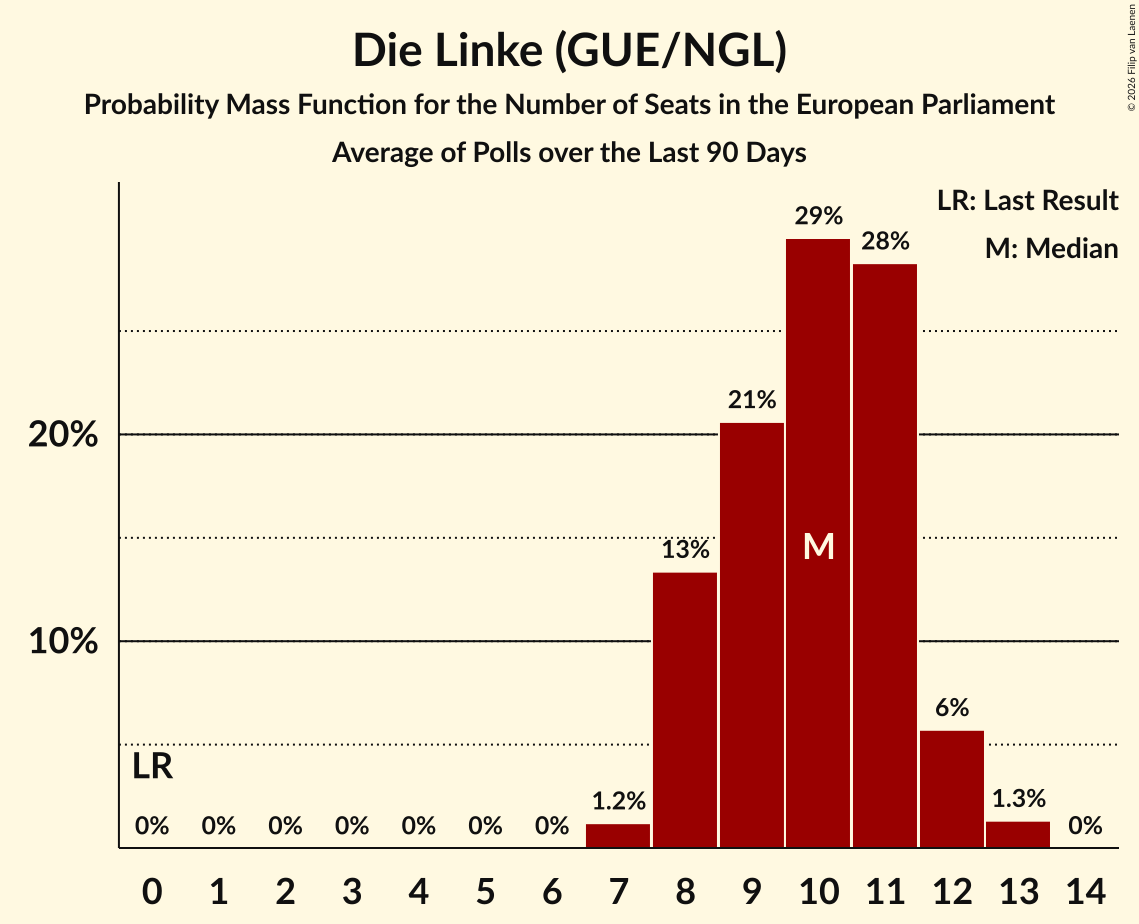 Die Linke (GUE/NGL)
Probability Mass Function for the Number of Seats in the European Parliament
Average of Polls over the Last 90 Days
© 2026 Filip van Laenen
LR: Last Result
M: Median
29%
28%
21%
20%
13%
M
10%
6%
LR
1.2%
1.3%
0% 0% 0% 0% 0% 0% 0% 0%
0 1 2 3 4 5 6 7 8 9 10 11 12 13 14